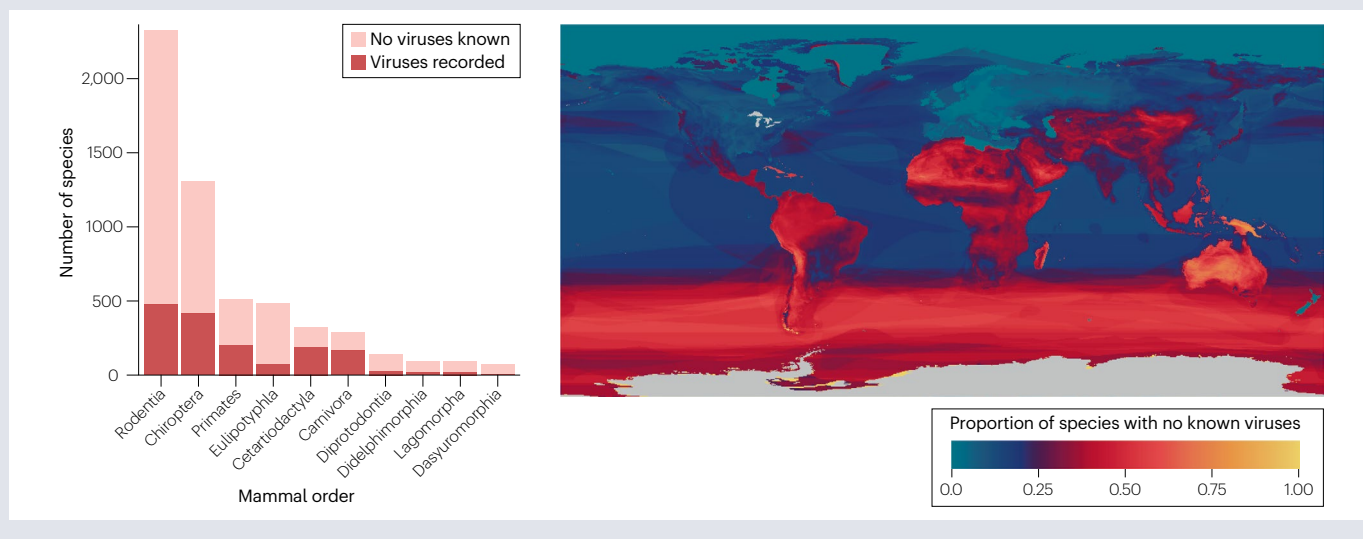 No viruses known
Viruses recorded
Number of species
2,000
1500
1000
500
0
Rodentia
Chiroptera
Primates
Eulipotyphla
Cetartiodactyla
Carnivora
Diprotodontia
Didelphimorphia
Lagomorpha
Dasyuromorphia
Mammal order
Proportion of species with no known viruses
0.0 0.25 0.50 0.75 1.00